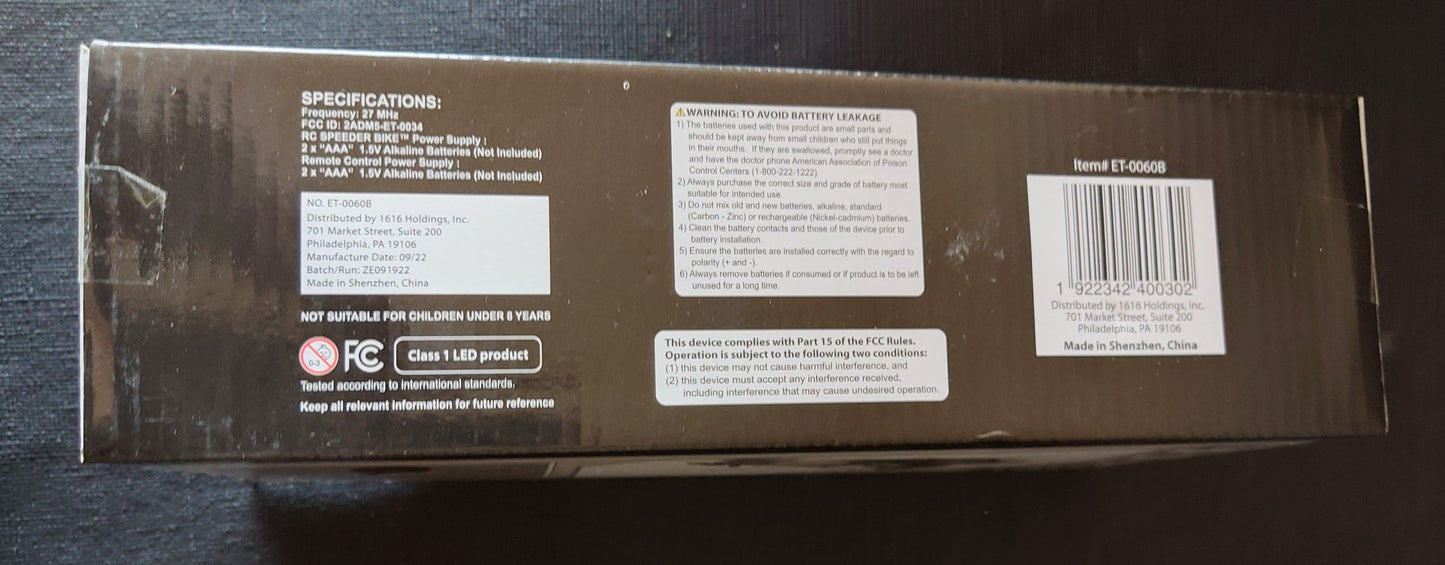 SPECIFICATIONS:
Frequency: 27 MHz
FCC ID: 2ADM5-ET-0034
RC SPEEDER BIKE™ Power Supply :
2 x "AAA" 1.5V Alkaline Batteries (Not Included)
Remote Control Power Supply :
2 x "AAA" 1.5V Alkaline Batteries (Not Included)
NO. ET-0060B
Distributed by 1616 Holdings, Inc.
701 Market Street, Suite 200
Philadelphia, PA 19106
Manufacture Date: 09/22
Batch/Run: ZE091922
Made in Shenzhen, China
NOT SUITABLE FOR CHILDREN UNDER 8 YEARS
0-3
FC
Class 1 LED product
Tested according to international standards.
Keep all relevant information for future reference
WARNING: TO AVOID BATTERY LEAKAGE
1) The batteries used with this product are small parts and
should be kept away from small children who still put things
in their mouths. If they are swallowed, promptly see a doctor
and have the doctor phone American Association of Poison
Control Centers (1-800-222-1222).
2) Always purchase the correct size and grade of battery most
suitable for intended use.
3) Do not mix old and new batteries, alkaline, standard
(Carbon - Zinc) or rechargeable (Nickel-cadmium) batteries.
4) Clean the battery contacts and those of the device prior to
battery installation.
5) Ensure the batteries are installed correctly with the regard to
polarity (+ and -).
6) Always remove batteries if consumed or if product is to be left
unused for a long time.
This device complies with Part 15 of the FCC Rules.
Operation is subject to the following two conditions:
(1) this device may not cause harmful interference, and
(2) this device must accept any interference received,
including interference that may cause undesired operation.
Item# ET-0060B
1 922342 400302
Distributed by 1616 Holdings, Inc.
701 Market Street, Suite 200
Philadelphia, PA 19106
Made in Shenzhen, China